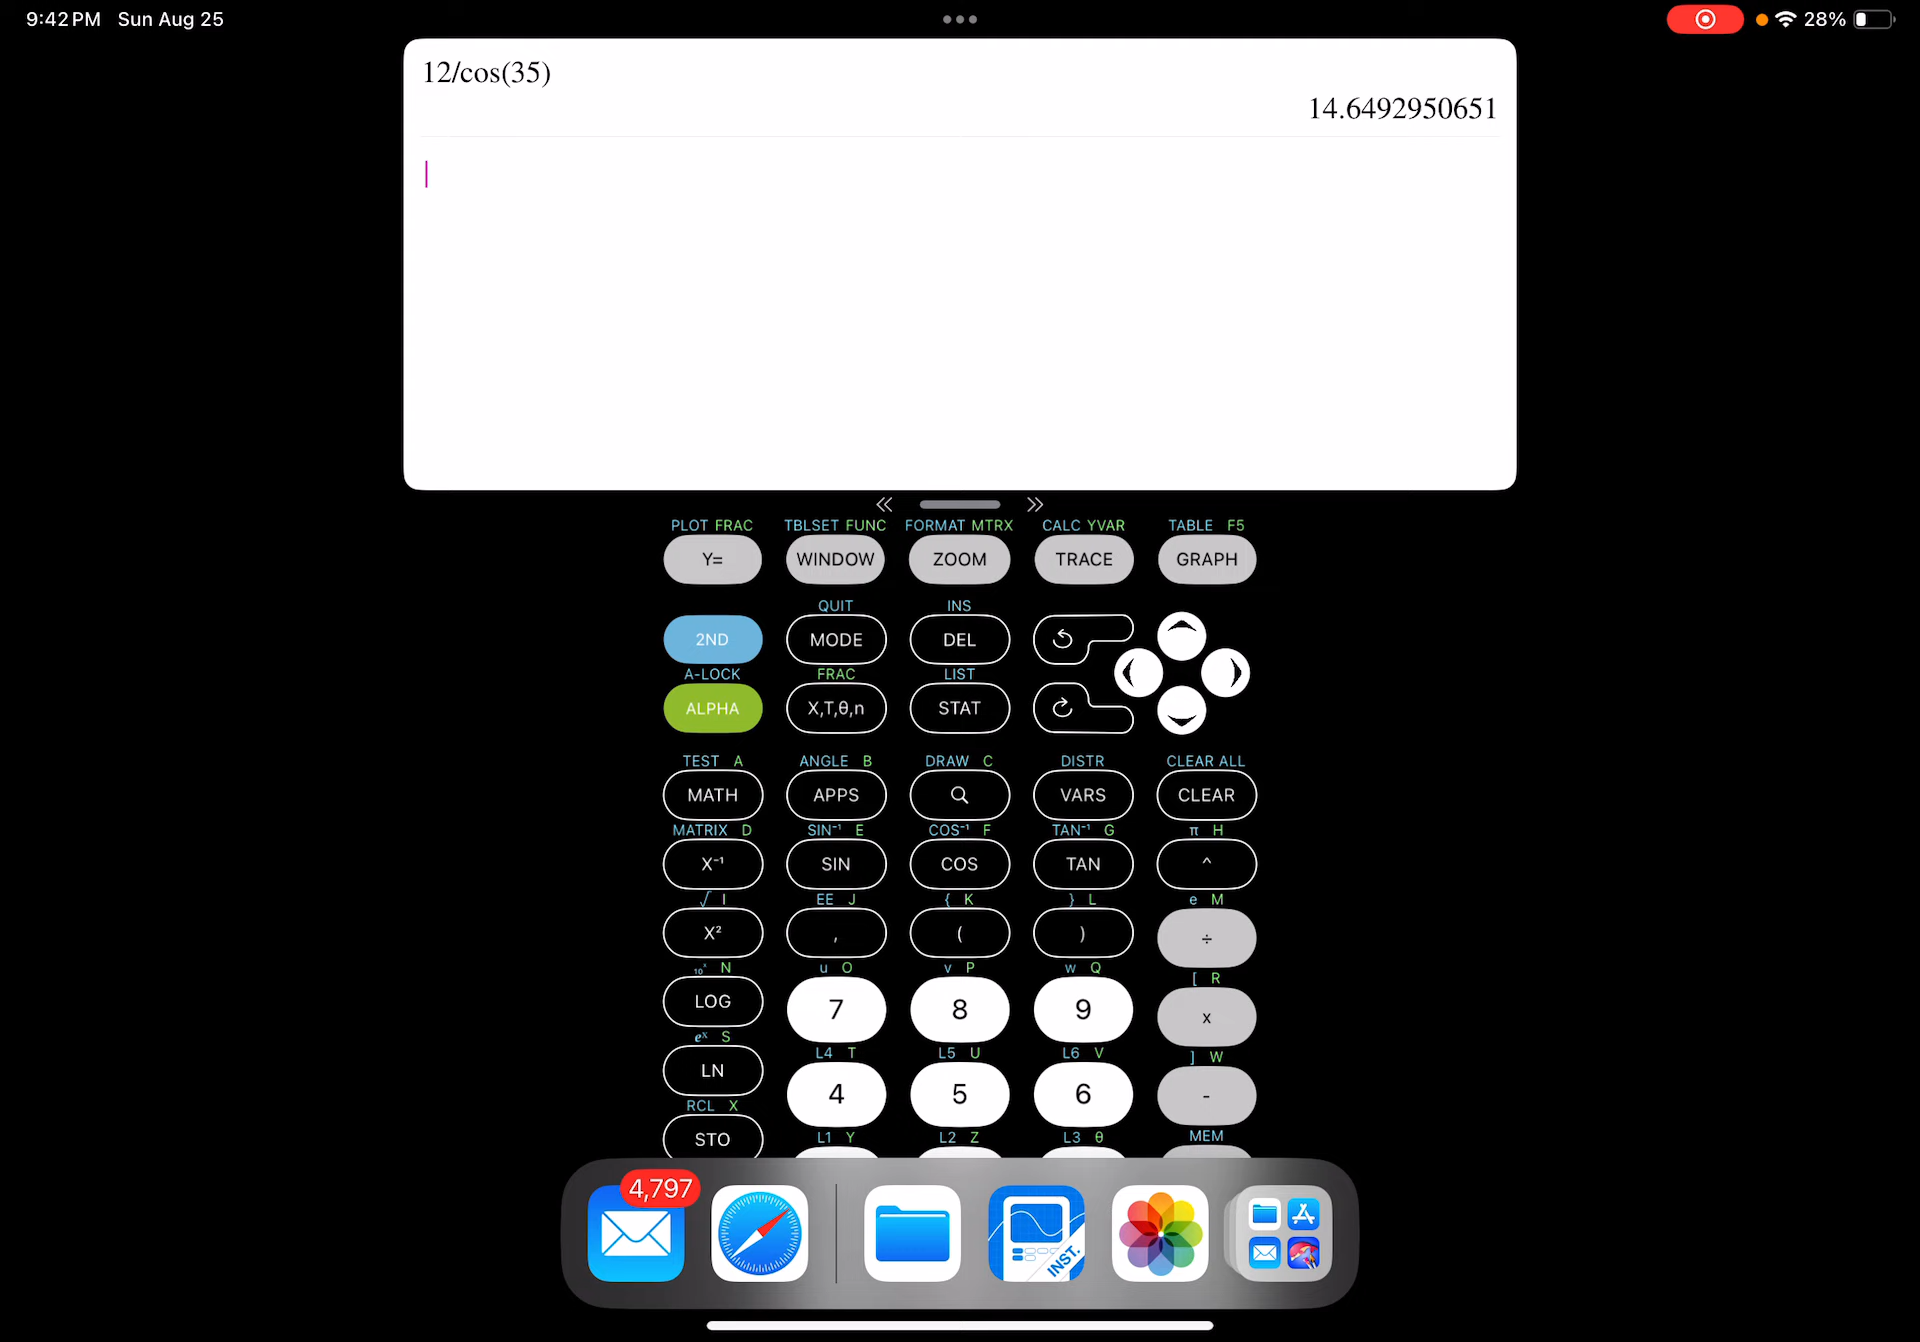 9:42 PM Sun Aug 25
28%
12/cos(35)
14.6492950651
PLOT FRAC TBLSET FUNC FORMAT MTRX CALC YVAR TABLE F5
Y= WINDOW ZOOM TRACE GRAPH
QUIT INS
2ND MODE DEL
A-LOCK FRAC LIST
ALPHA X,T,θ,n STAT
TEST A ANGLE B DRAW C DISTR CLEAR ALL
MATH APPS VARS CLEAR
MATRIX D SIN⁻¹ E COS⁻¹ F TAN⁻¹ G π H
X⁻¹ SIN COS TAN ^
√ I EE J { K } L e M
X² , ( ) ÷
10ˣ N u O v P w Q [ R
LOG 7 8 9 x
eˣ S L4 T L5 U L6 V ] W
LN 4 5 6 -
RCL X L1 Y L2 Z L3 θ MEM
STO
4,797
INST.